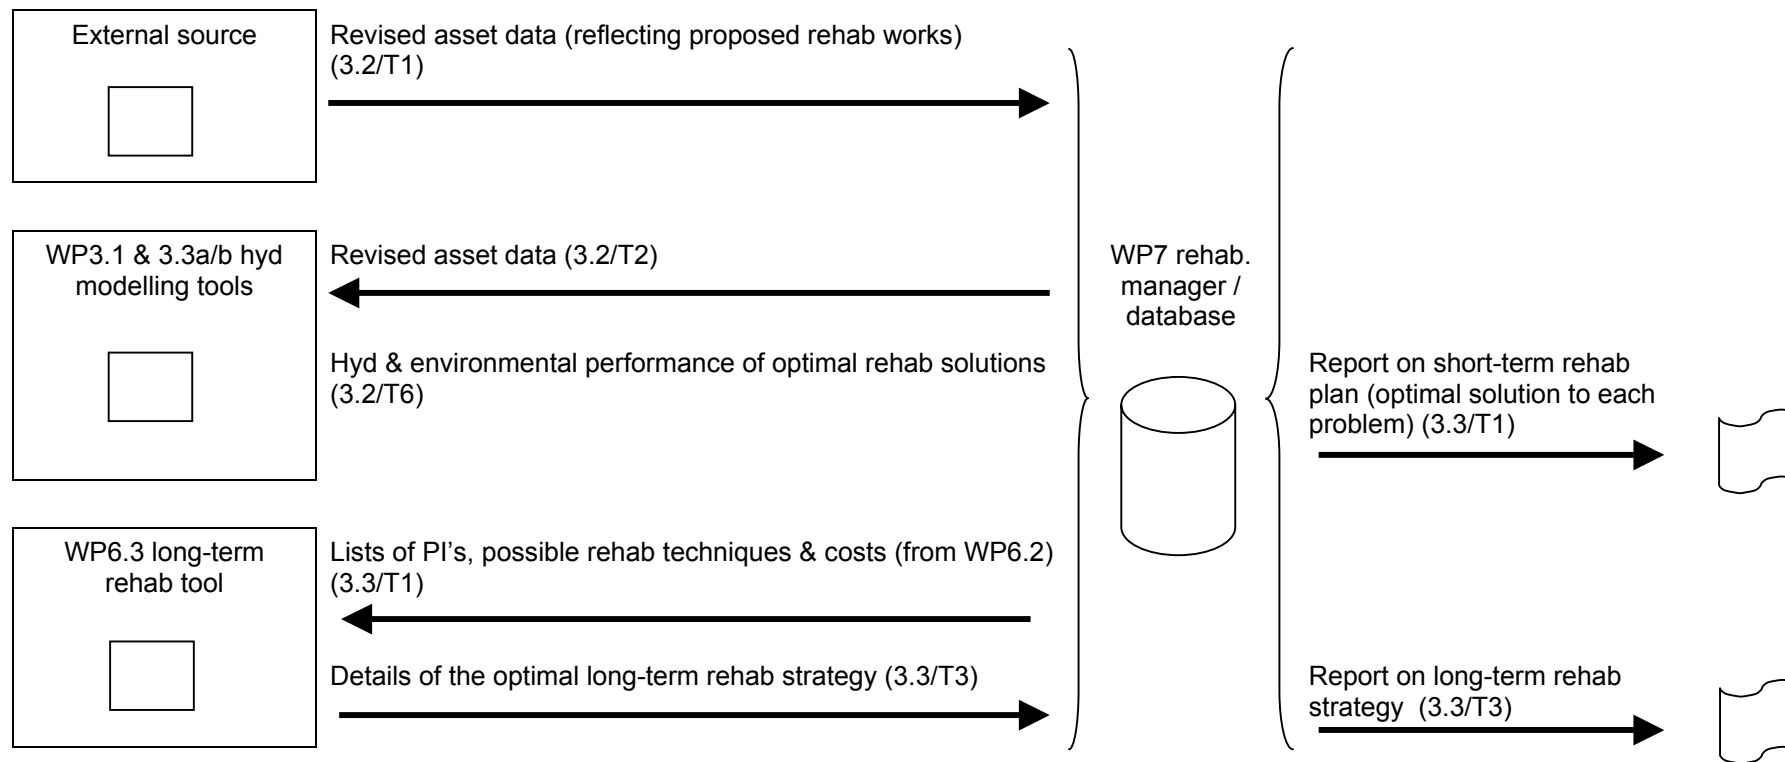 External source
Revised asset data (reflecting proposed rehab works)
(3.2/T1)
WP3.1 & 3.3a/b hyd
modelling tools
Revised asset data (3.2/T2)
Hyd & environmental performance of optimal rehab solutions
(3.2/T6)
WP6.3 long-term
rehab tool
Lists of PI's, possible rehab techniques & costs (from WP6.2)
(3.3/T1)
Details of the optimal long-term rehab strategy (3.3/T3)
WP7 rehab.
manager /
database
Report on short-term rehab
plan (optimal solution to each
problem) (3.3/T1)
Report on long-term rehab
strategy (3.3/T3)